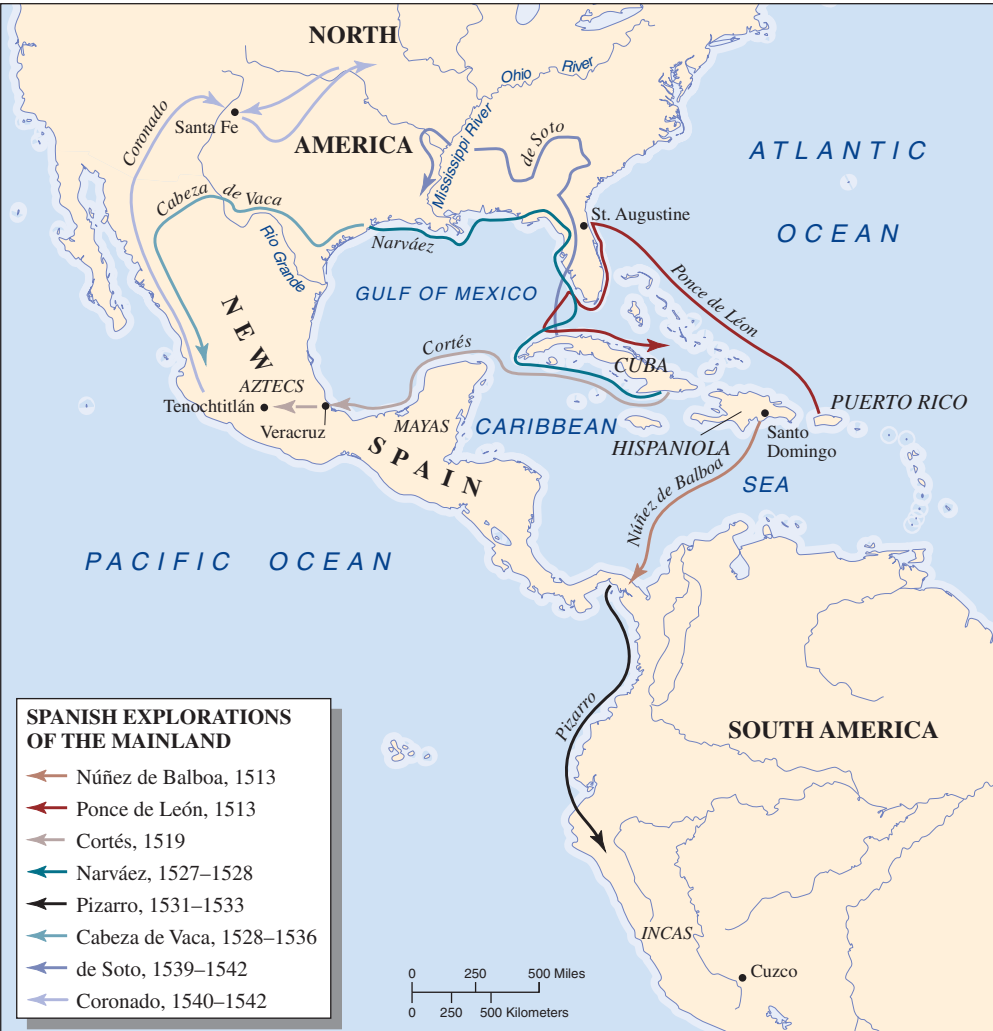 NORTH
AMERICA
Ohio River
Mississippi River
Coronado
Santa Fe
de Soto
ATLANTIC
OCEAN
Cabeza de Vaca
Rio Grande
Narváez
St. Augustine
Ponce de Léon
GULF OF MEXICO
NEW
SPAIN
Cortés
CUBA
AZTECS
Tenochtitlán
Veracruz
MAYAS
CARIBBEAN
SEA
HISPANIOLA
Santo
Domingo
PUERTO RICO
Núñez de Balboa
PACIFIC OCEAN
Pizarro
SOUTH AMERICA
INCAS
Cuzco
SPANISH EXPLORATIONS
OF THE MAINLAND
Núñez de Balboa, 1513
Ponce de León, 1513
Cortés, 1519
Narváez, 1527–1528
Pizarro, 1531–1533
Cabeza de Vaca, 1528–1536
de Soto, 1539–1542
Coronado, 1540–1542
0 250 500 Miles
0 250 500 Kilometers